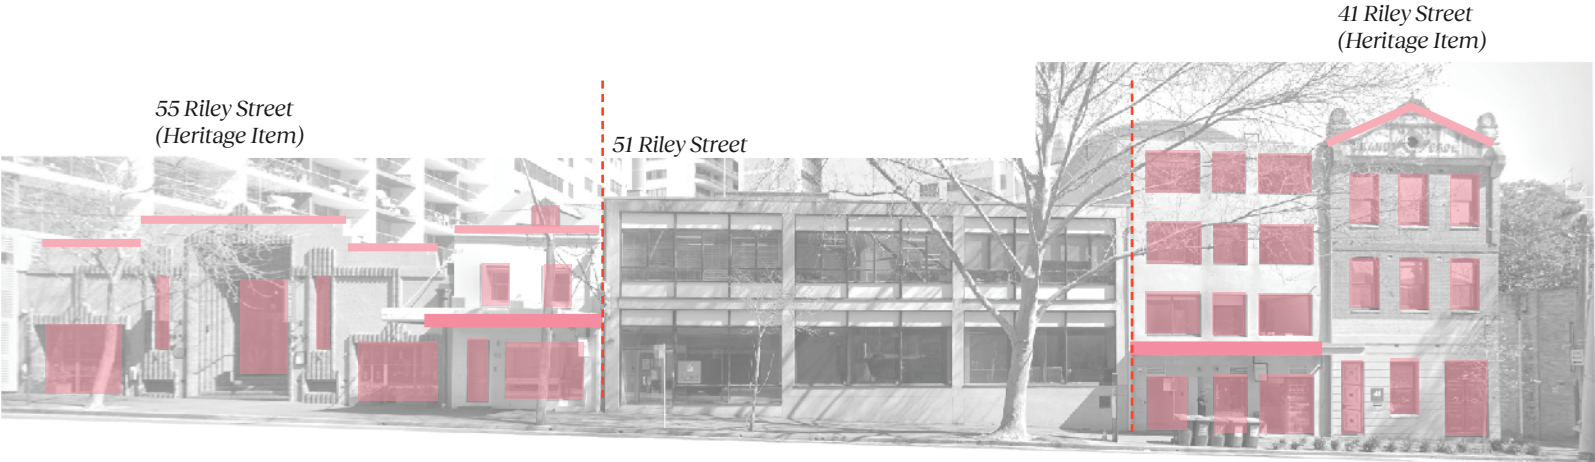 55 Riley Street
(Heritage Item)
51 Riley Street
41 Riley Street
(Heritage Item)